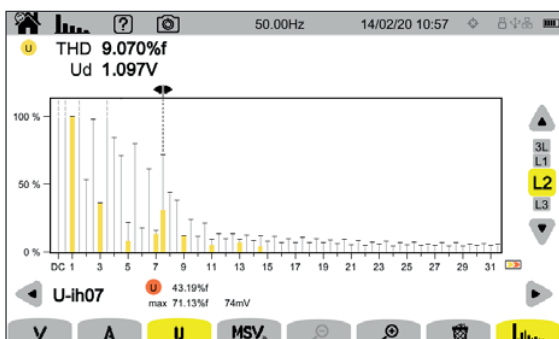 50.00Hz 14/02/20 10:57
U THD 9.070%f
Ud 1.097V
100 %
50 %
0 %
DC 1 3 5 7 9 11 13 15 17 19 21 23 25 27 29 31
3L
L1
L2
L3
U-ih07 U 43.19%f
max 71.13%f 74mV
V A U MSV